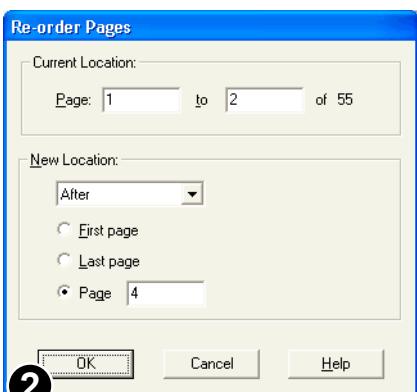 Re-order Pages
Current Location:
Page: 1 to 2 of 55
New Location:
After
First page
Last page
Page 4
OK Cancel Help
2